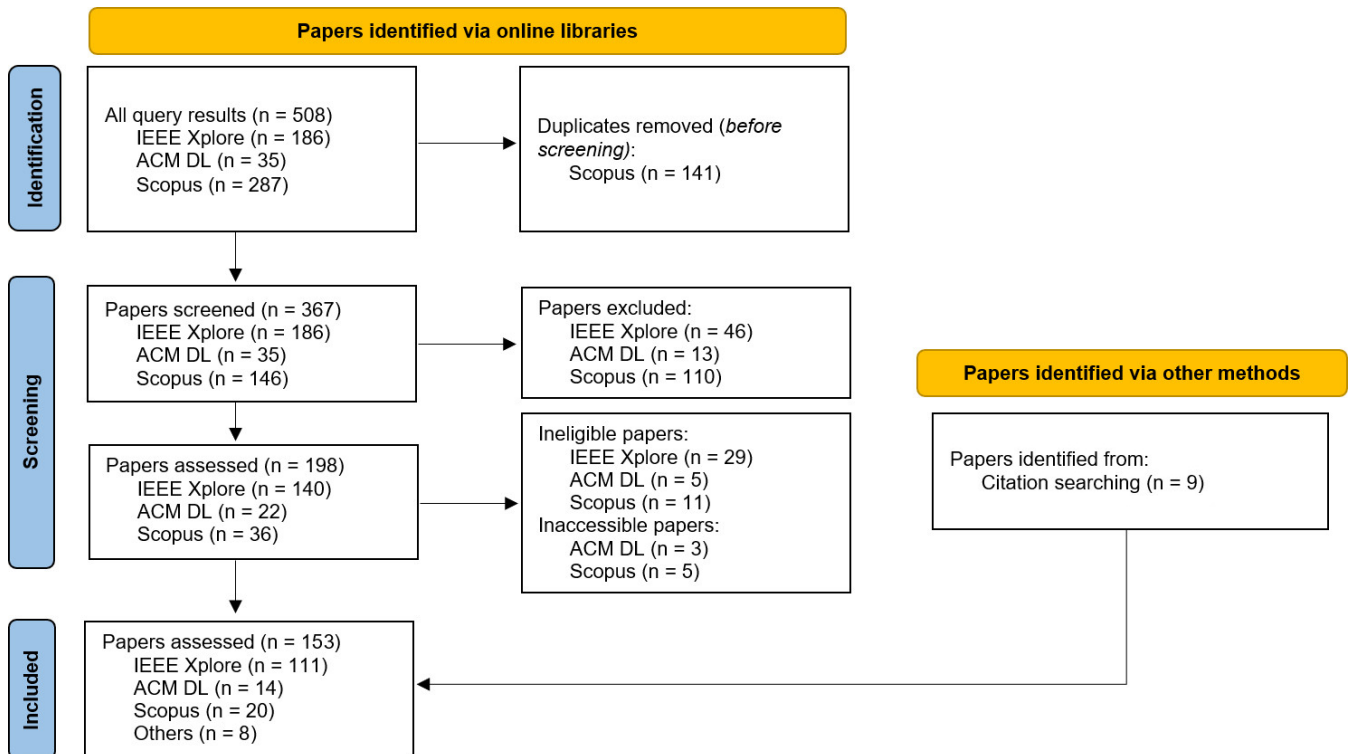 Papers identified via online libraries
Identification
All query results (n = 508)
IEEE Xplore (n = 186)
ACM DL (n = 35)
Scopus (n = 287)
Duplicates removed (before
screening):
Scopus (n = 141)
Screening
Papers screened (n = 367)
IEEE Xplore (n = 186)
ACM DL (n = 35)
Scopus (n = 146)
Papers excluded:
IEEE Xplore (n = 46)
ACM DL (n = 13)
Scopus (n = 110)
Papers assessed (n = 198)
IEEE Xplore (n = 140)
ACM DL (n = 22)
Scopus (n = 36)
Ineligible papers:
IEEE Xplore (n = 29)
ACM DL (n = 5)
Scopus (n = 11)
Inaccessible papers:
ACM DL (n = 3)
Scopus (n = 5)
Papers identified via other methods
Papers identified from:
Citation searching (n = 9)
Included
Papers assessed (n = 153)
IEEE Xplore (n = 111)
ACM DL (n = 14)
Scopus (n = 20)
Others (n = 8)